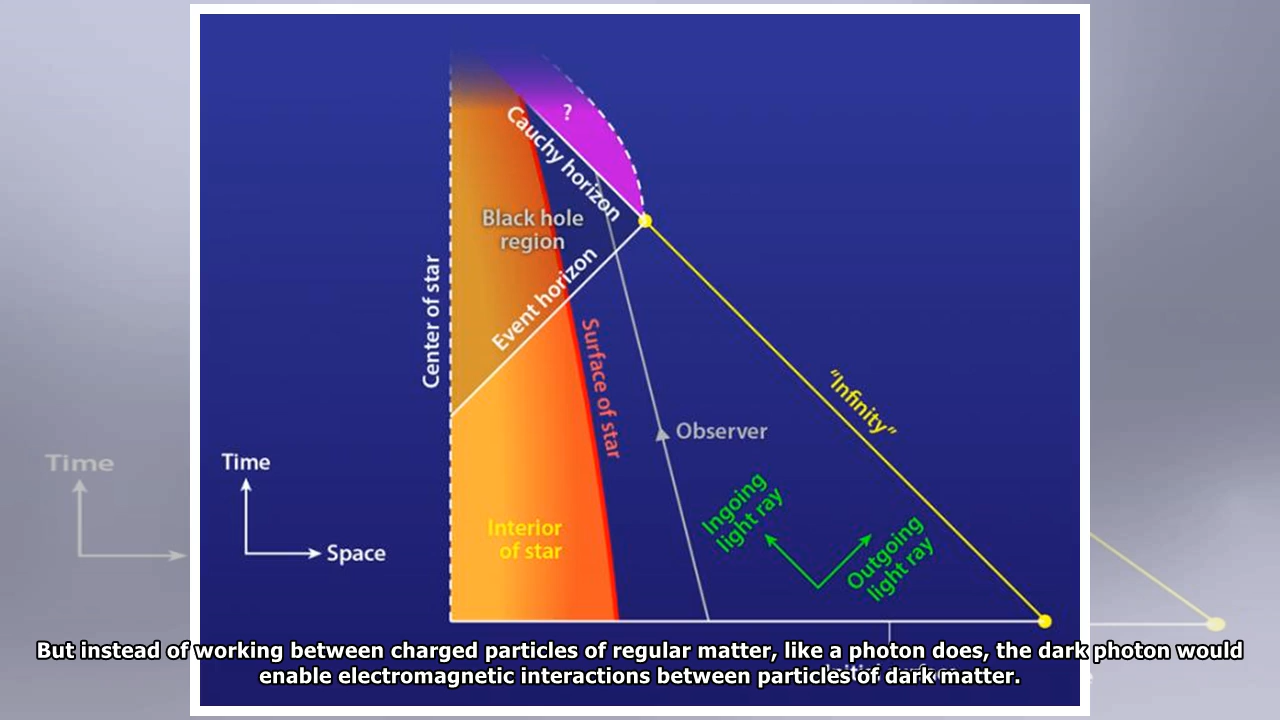 ?
Cauchy horizon
Black hole
region
Event horizon
Center of star
Surface of star
"Infinity"
Observer
Time
Time
Space
Ingoing
light ray
Outgoing
light ray
Interior
of star
But instead of working between charged particles of regular matter, like a photon does, the dark photon would
enable electromagnetic interactions between particles of dark matter.